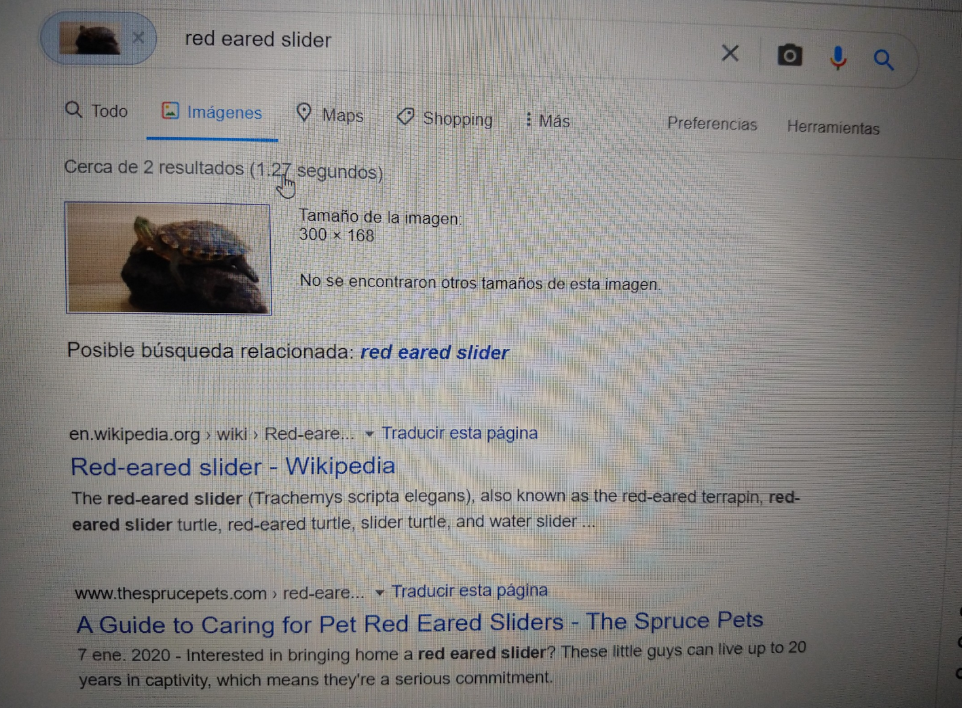 red eared slider
Todo Imágenes Maps Shopping Más Preferencias Herramientas
Cerca de 2 resultados (1.27 segundos)
Tamaño de la imagen:
300 × 168
No se encontraron otros tamaños de esta imagen.
Posible búsqueda relacionada: red eared slider
en.wikipedia.org › wiki › Red-eare... Traducir esta página
Red-eared slider - Wikipedia
The red-eared slider (Trachemys scripta elegans), also known as the red-eared terrapin, red-
eared slider turtle, red-eared turtle, slider turtle, and water slider ...
www.thesprucepets.com › red-eare... Traducir esta página
A Guide to Caring for Pet Red Eared Sliders - The Spruce Pets
7 ene. 2020 - Interested in bringing home a red eared slider? These little guys can live up to 20
years in captivity, which means they're a serious commitment.